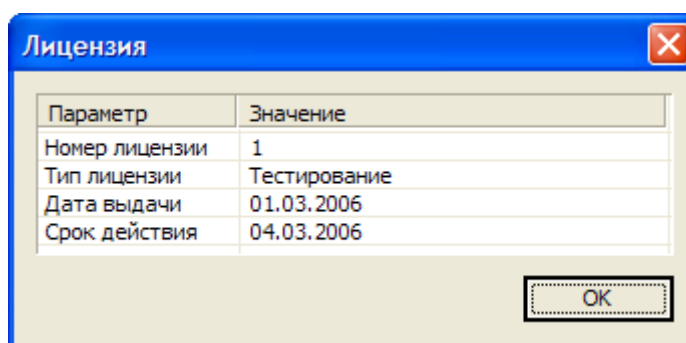 Лицензия
Параметр Значение
Номер лицензии 1
Тип лицензии Тестирование
Дата выдачи 01.03.2006
Срок действия 04.03.2006
OK